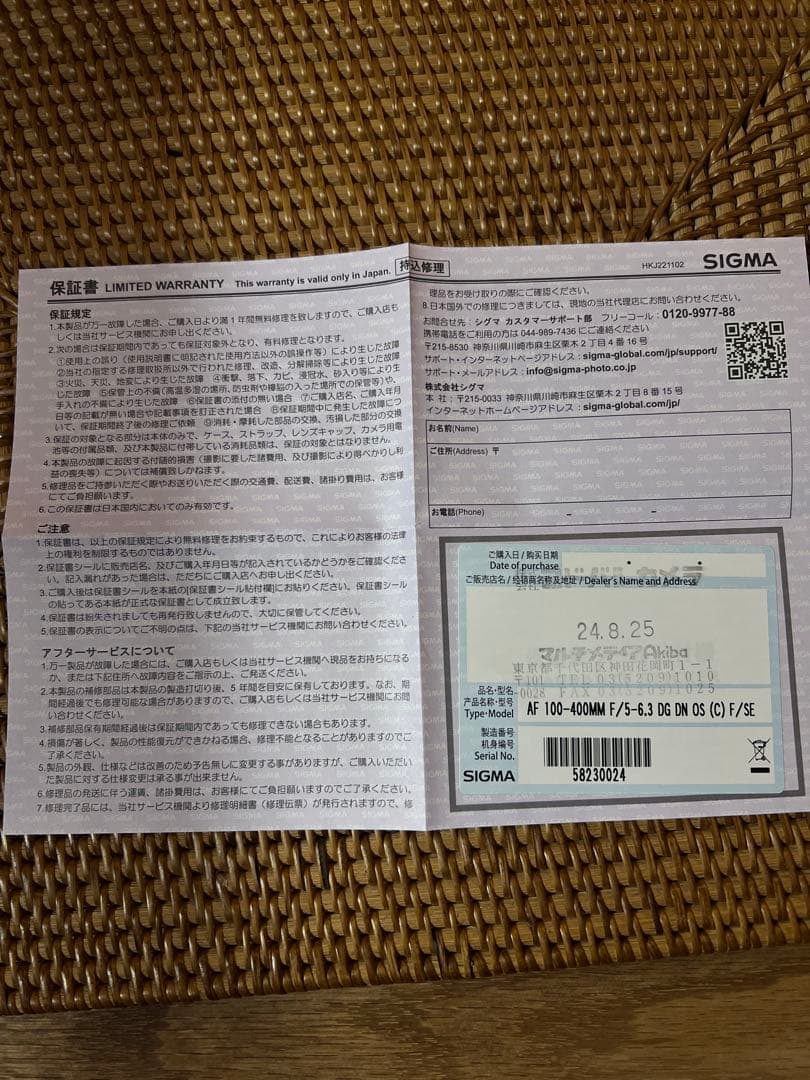 保証書 LIMITED WARRANTY This warranty is valid only in Japan. 持込修理
保証規定
1.本製品が万一故障した場合、ご購入日より満1年間無料修理を致しますので、ご購入店も
しくは当社サービス機関にお申し出ください。
2.次の場合は保証期間内であっても保証対象外となり、有料修理となります。
①使用上の誤り(使用説明書に明記された使用方法以外の誤操作等)により生じた故障
②当社の指定する修理取扱所以外で行われた修理、改造、分解掃除等により生じた故障
③火災、天災、地変により生じた故障 ④衝撃、落下、カビ、浸冠水、砂入り等により生
じた故障 ⑤保管上の不備(高温多湿の場所、防虫剤や樟脳の入った場所での保管等)や、
手入れの不備により生じた故障 ⑥保証書の添付の無い場合 ⑦ご購入店名、ご購入年月
日等の記載が無い場合や記載事項を訂正された場合 ⑧保証期間中に発生した故障につ
いて、保証期間終了後の修理ご依頼 ⑨消耗・摩耗した部品の交換、汚損した部分の交換
3.保証の対象となる部分は本体のみで、ケース、ストラップ、レンズキャップ、カメラ用電
池等の付属品類、及び本製品に付帯している消耗品類は、保証の対象とはなりません。
4.本製品の故障に起因する付随的損害(撮影に要した諸費用、及び撮影により得べかりし利
益の喪失等)については補償致しかねます。
5.修理品をご持参いただく際やお送りいただく際の交通費、配送費、諸掛り費用は、お客様
にてご負担願います。
6.この保証書は日本国内においてのみ有効です。
ご注意
1.保証書は、以上の保証規定により無料修理をお約束するもので、これによりお客様の法律
上の権利を制限するものではありません。
2.保証書シールに販売店名、及びご購入年月日等が記入されているかどうかをご確認くださ
い。記入漏れがあった場合は、ただちにご購入店へお申し出ください。
3.ご購入後は保証書シールを本紙の[保証書シール貼付欄]にお貼りください。保証書シール
の貼ってある本紙が正式な保証書として成立致します。
4.保証書は紛失されましても再発行致しませんので、大切に保管してください。
5.保証書の表示についてご不明の点は、下記の当社サービス機関にお問い合わせください。
アフターサービスについて
1.万一製品が故障した場合には、ご購入店もしくは当社サービス機関へ現品をお持ちになる
か、または下記住所へ故障内容をご指示の上、ご発送ください。
2.本製品の補修部品は本製品の製造打切り後、5年間を目安に保有しております。なお、期
間経過後でも修理可能な場合がありますので、ご購入店もしくは当社サービス機関にお問
い合わせください。
3.補修部品保有期間経過後は保証期間内であっても修理できない場合もあります。
4.損傷が著しく、製品の性能復元ができかねる場合、修理不能となることがありますのでご
了承ください。
5.製品の外観、仕様などは改善のため予告無しに変更する事がありますが、ご購入いただい
た製品に対する仕様変更は承る事が出来ません。
6.修理品の発送に伴う運賃、諸掛費用は、お客様にてご負担願いますのでご了承ください。
7.修理完了品には、当社サービス機関より修理明細書(修理伝票)が発行されますので、修
HKJ221102 SIGMA
理品をお受け取りの際にご確認ください。
8.日本国外での修理につきましては、現地の当社代理店にお問い合わせください。
お問合せ先:シグマ カスタマーサポート部 フリーコール:0120-9977-88
携帯電話をご利用の方は 044-989-7436 にご連絡ください
〒215-8530 神奈川県川崎市麻生区栗木2丁目4番16号
サポート・インターネットページアドレス:sigma-global.com/jp/support/
サポート・メールアドレス:info@sigma-photo.co.jp
株式会社シグマ
本 社:〒215-0033 神奈川県川崎市麻生区栗木2丁目8番15号
インターネットホームページアドレス:sigma-global.com/jp/
お名前(Name)
ご住所(Address) 〒
お電話(Phone) – –
ご購入日/购买日期
Date of purchase
ご販売店名/经销商名称及地址/Dealer's Name and Address
カメラ
24.8.25
マルチメディアAkiba
東京都千代田区神田花岡町1-1
〒101 TEL 03(5209)1010
-0028 FAX 03(5209)1025
品名・型名
产品名称・型号
Type・Model
AF 100-400MM F/5-6.3 DG DN OS (C) F/SE
製造番号
机身编号
Serial No.
SIGMA
58230024